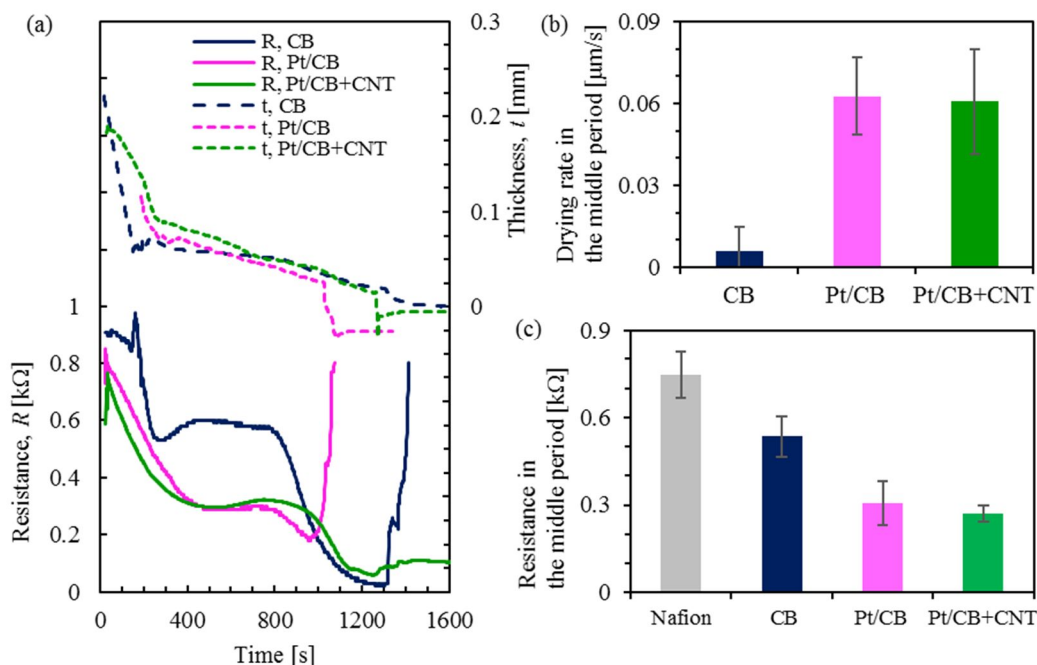 (a)
R, CB
R, Pt/CB
R, Pt/CB+CNT
t, CB
t, Pt/CB
t, Pt/CB+CNT
0.3
0.2
0.1
0
Thickness, t [mm]
1
0.8
0.6
0.4
0.2
0
Resistance, R [kΩ]
0 400 800 1200 1600
Time [s]
(b)
0.09
0.06
0.03
0
Drying rate in
the middle period [µm/s]
CB Pt/CB Pt/CB+CNT
(c)
0.9
0.6
0.3
0
Resistance in
the middle period [kΩ]
Nafion CB Pt/CB Pt/CB+CNT